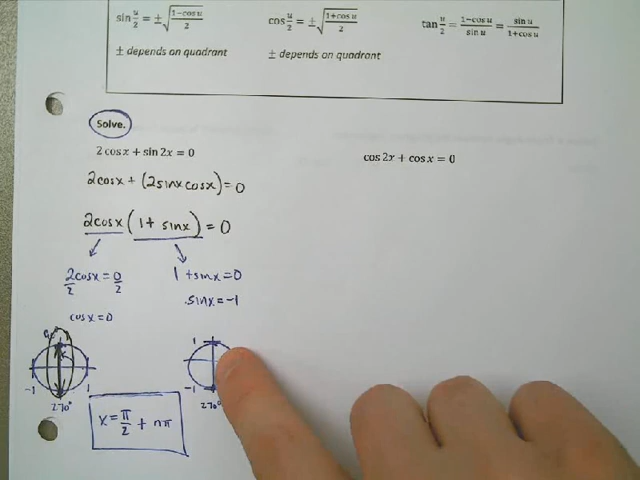 sin u/2 = ±√((1−cos u)/2)   cos u/2 = ±√((1+cos u)/2)   tan u/2 = (1−cos u)/(sin u) = (sin u)/(1+cos u)
± depends on quadrant   ± depends on quadrant
Solve.
2 cos x + sin 2x = 0   cos 2x + cos x = 0
2cosx + (2sinxcosx) = 0
2cosx (1 + sinx) = 0
2cosx/2 = 0/2   1 + sinx = 0
cosx = 0   sinx = −1
1
−1   1   −1
270°   270°
x = π/2 + nπ